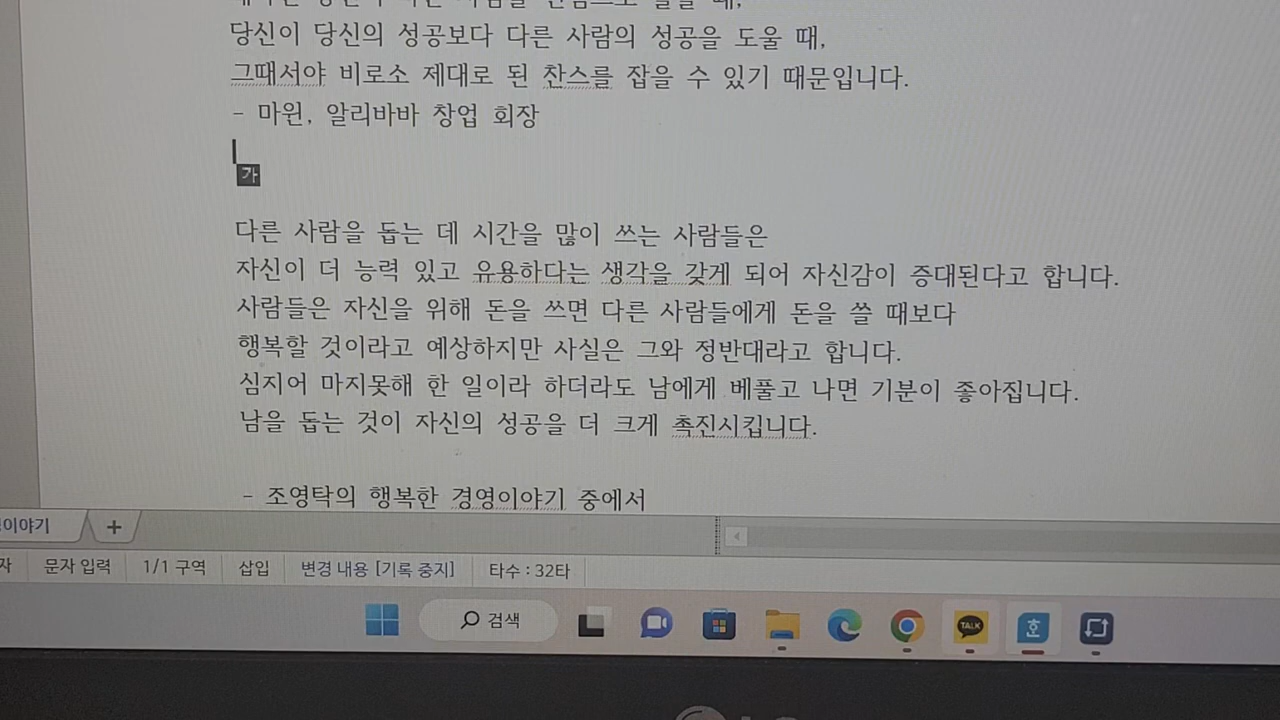 당신이 당신의 성공보다 다른 사람의 성공을 도울 때,
그때서야 비로소 제대로 된 찬스를 잡을 수 있기 때문입니다.
- 마윈, 알리바바 창업 회장
가
다른 사람을 돕는 데 시간을 많이 쓰는 사람들은
자신이 더 능력 있고 유용하다는 생각을 갖게 되어 자신감이 증대된다고 합니다.
사람들은 자신을 위해 돈을 쓰면 다른 사람들에게 돈을 쓸 때보다
행복할 것이라고 예상하지만 사실은 그와 정반대라고 합니다.
심지어 마지못해 한 일이라 하더라도 남에게 베풀고 나면 기분이 좋아집니다.
남을 돕는 것이 자신의 성공을 더 크게 촉진시킵니다.
- 조영탁의 행복한 경영이야기 중에서
이야기 +
자 문자 입력 1/1 구역 삽입 변경 내용 [기록 중지] 타수 : 32타
검색 TALK 호